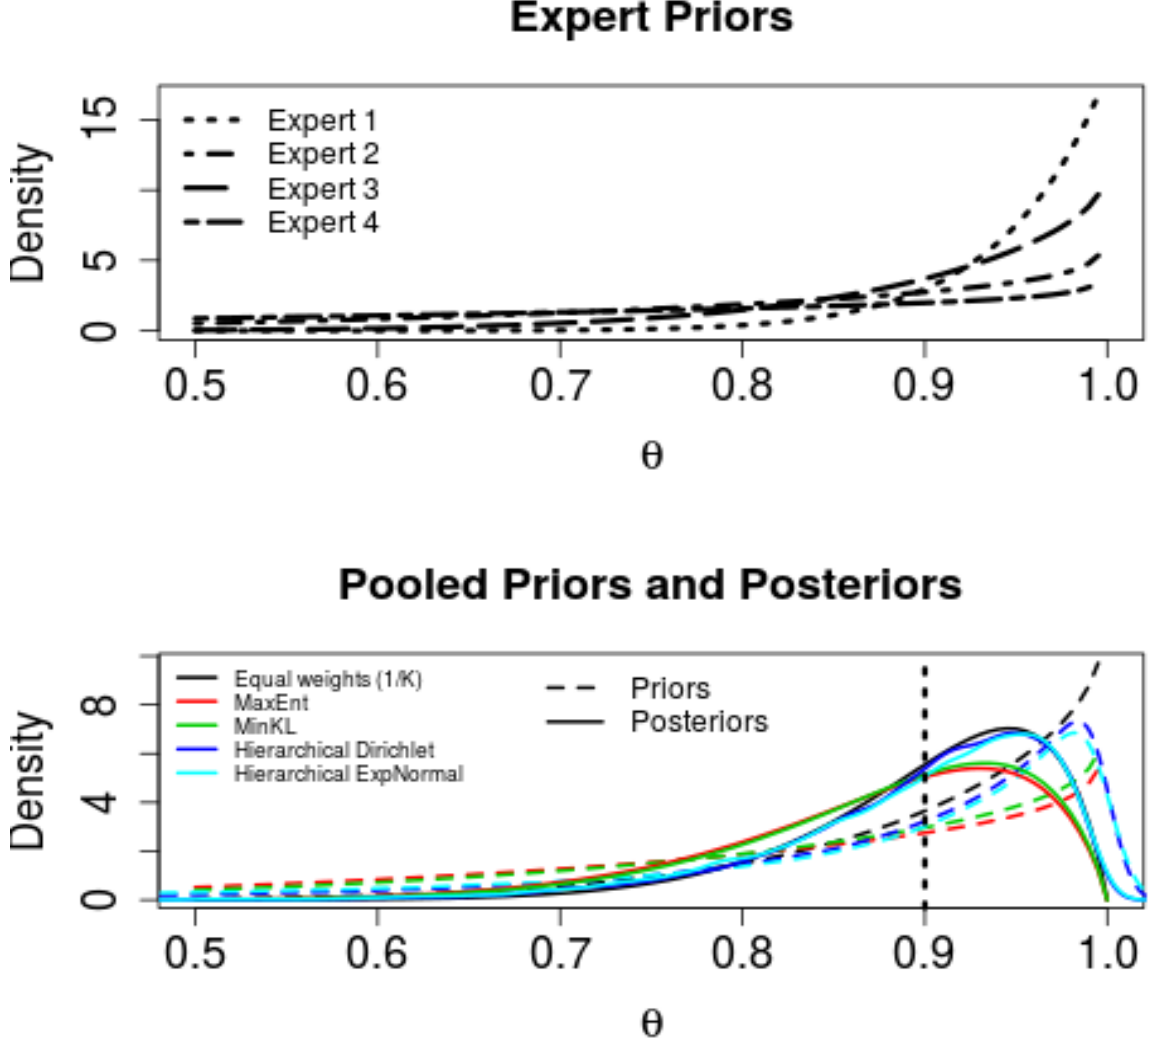 Expert Priors
Density
15
5
0
Expert 1
Expert 2
Expert 3
Expert 4
0.5 0.6 0.7 0.8 0.9 1.0
θ
Pooled Priors and Posteriors
Density
8
4
0
Equal weights (1/K)
MaxEnt
MinKL
Hierarchical Dirichlet
Hierarchical ExpNormal
Priors
Posteriors
0.5 0.6 0.7 0.8 0.9 1.0
θ